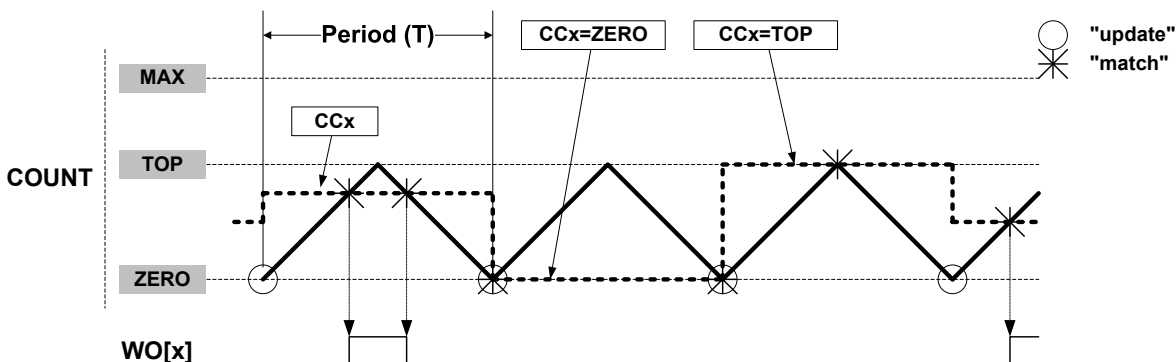 Period (T)
CCx=ZERO
CCx=TOP
"update"
"match"
MAX
CCx
TOP
COUNT
ZERO
WO[x]